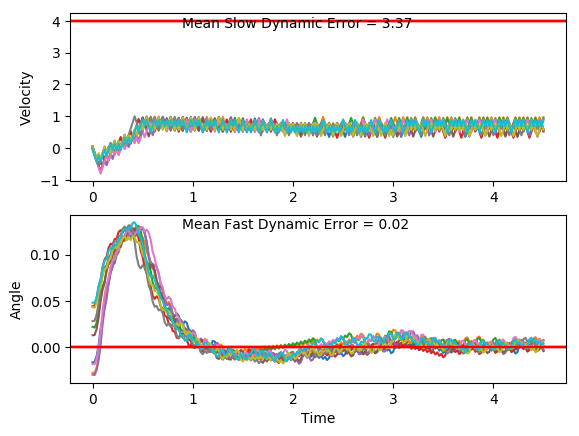 Mean Slow Dynamic Error = 3.37
4
3
2
1
0
−1
Velocity
0 1 2 3 4
Mean Fast Dynamic Error = 0.02
0.10
0.05
0.00
Angle
0 1 2 3 4
Time